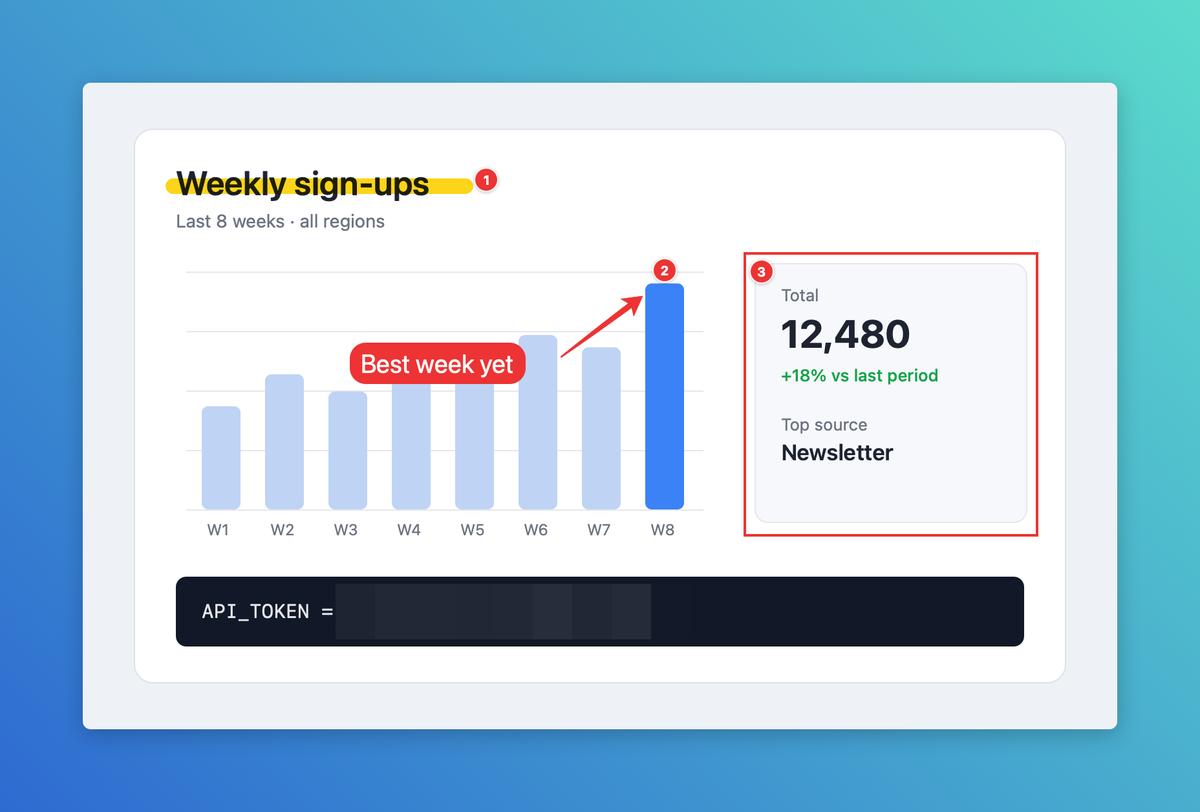 Weekly sign-ups 1
Last 8 weeks · all regions
2
Best week yet
W1 W2 W3 W4 W5 W6 W7 W8
3
Total
12,480
+18% vs last period
Top source
Newsletter
API_TOKEN =